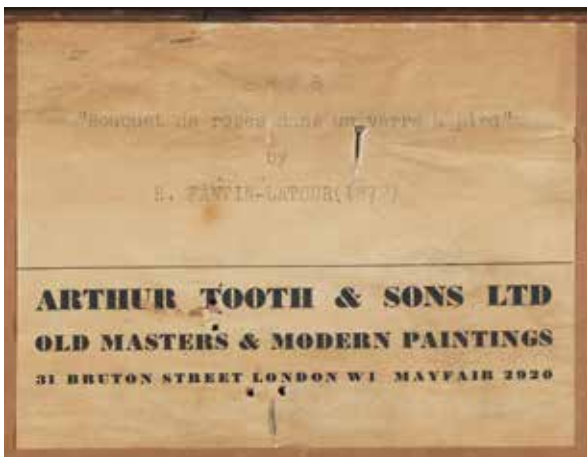 "Bouquet de roses dans un verre à pied"
by
H. FANTIN-LATOUR(1872)
ARTHUR TOOTH & SONS LTD
OLD MASTERS & MODERN PAINTINGS
31 BRUTON STREET LONDON W1 MAYFAIR 2920